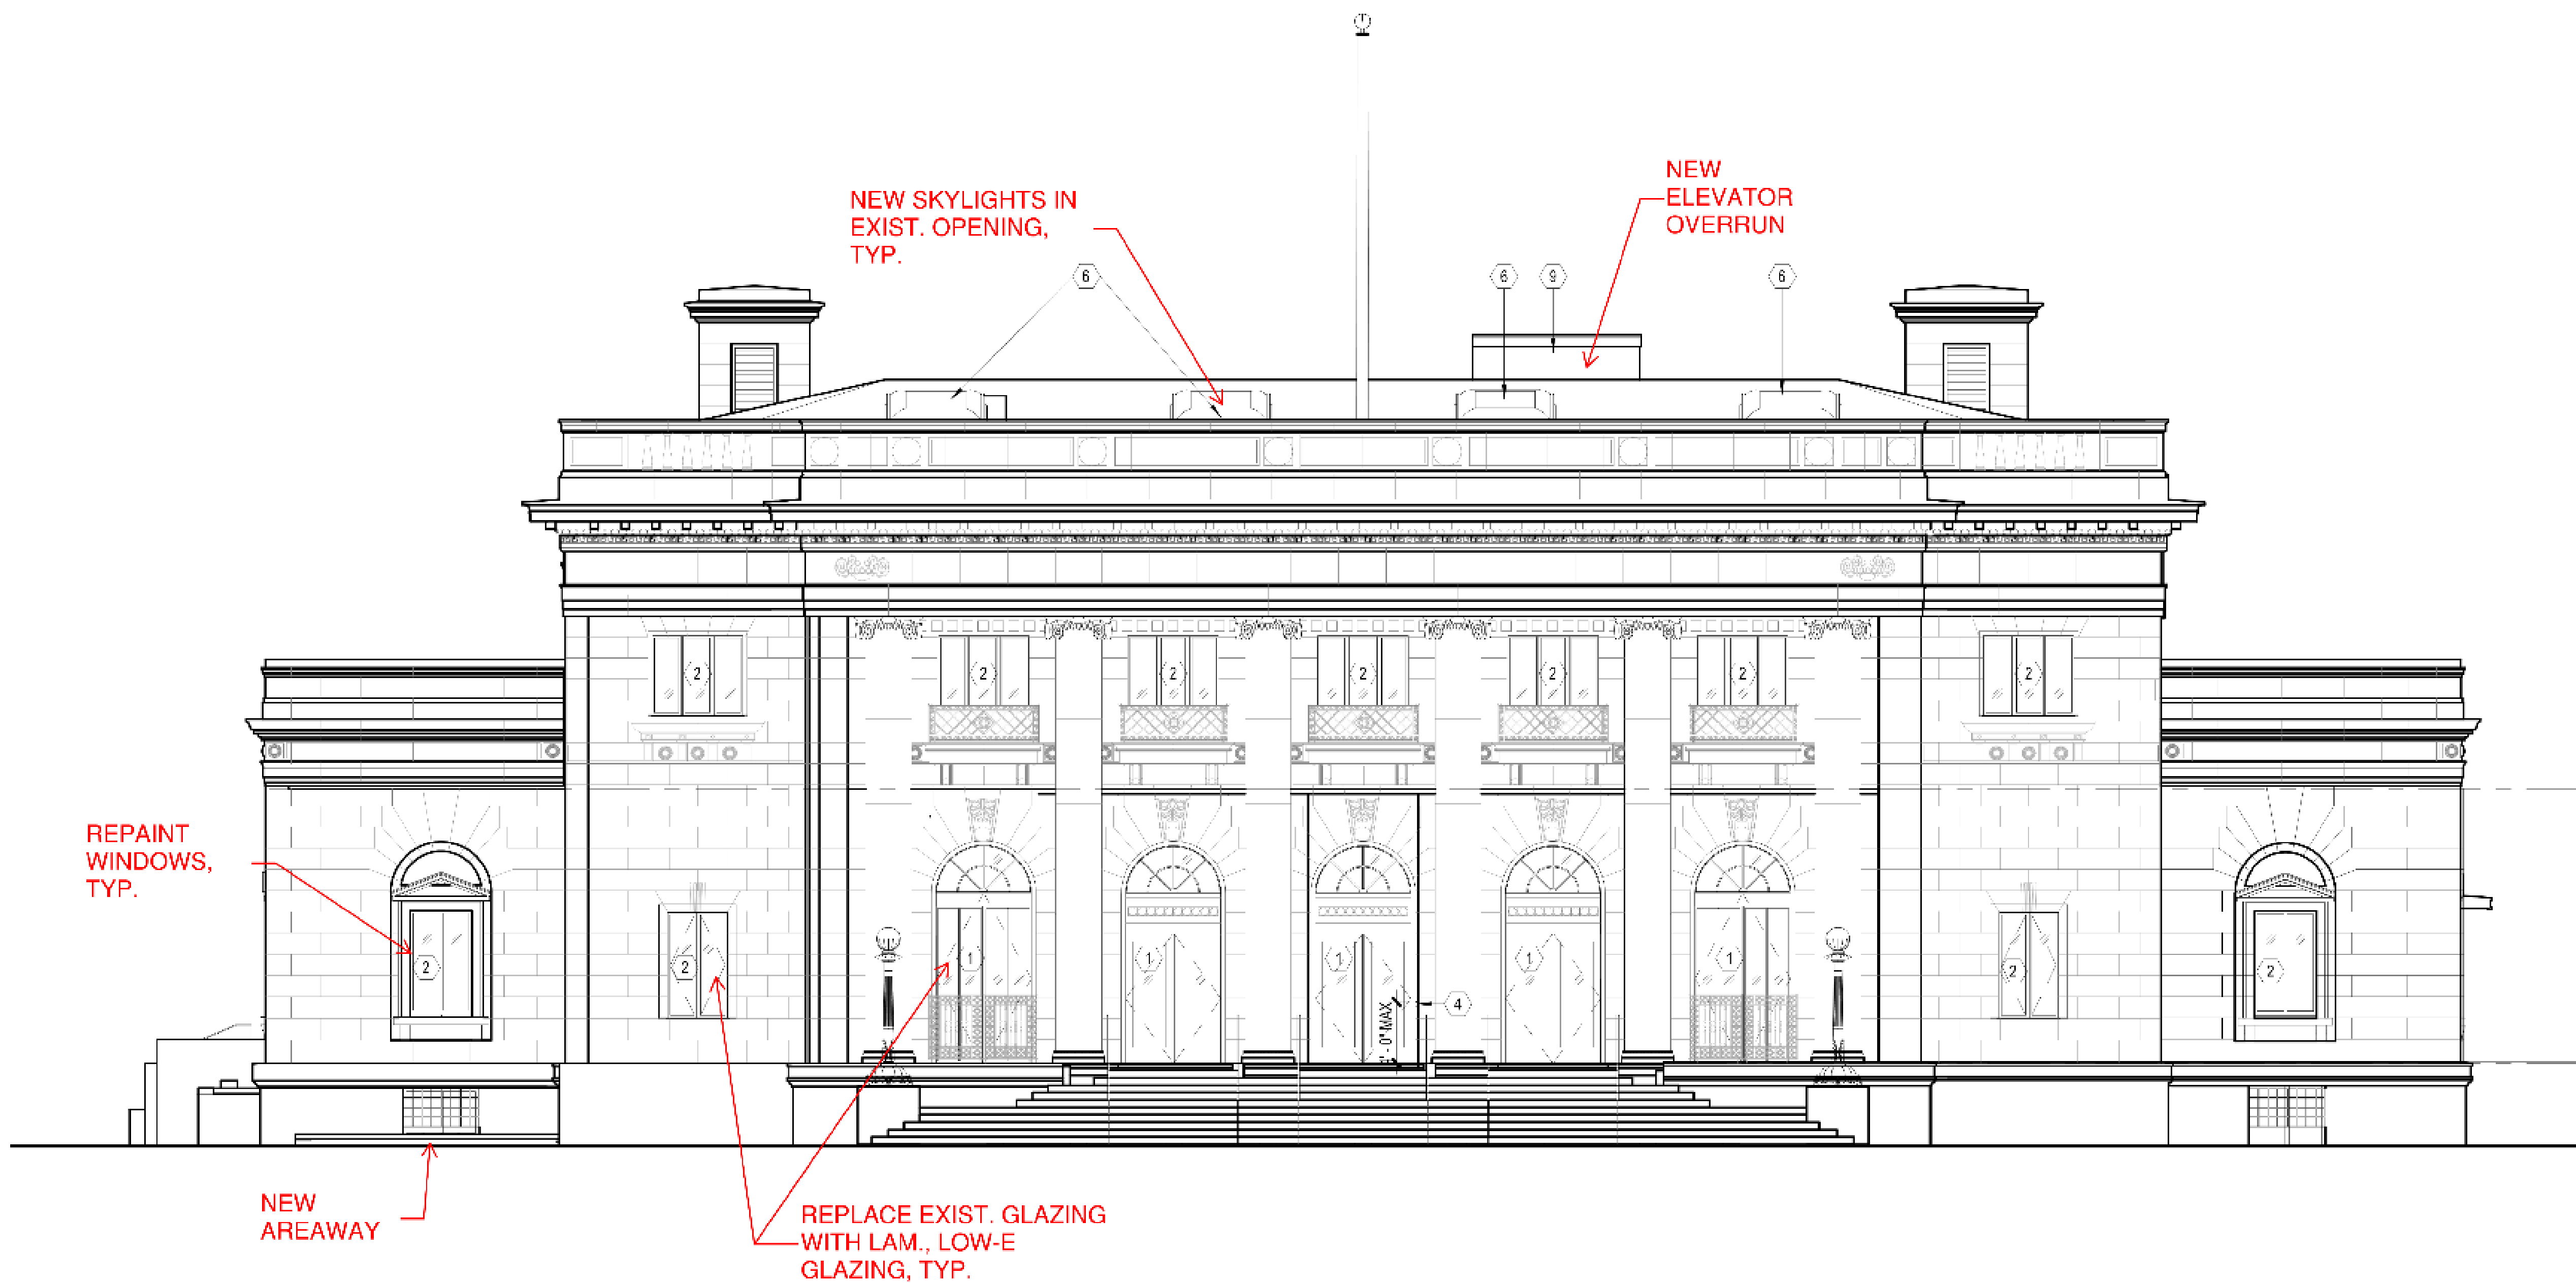 NEW SKYLIGHTS IN
EXIST. OPENING,
TYP.
NEW
ELEVATOR
OVERRUN
6
6
9
6
2
2
2
2
2
2
2
REPAINT
WINDOWS,
TYP.
2
2
1
1
1
1
1
2
2
4
0" MAX
NEW
AREAWAY
REPLACE EXIST. GLAZING
WITH LAM., LOW-E
GLAZING, TYP.